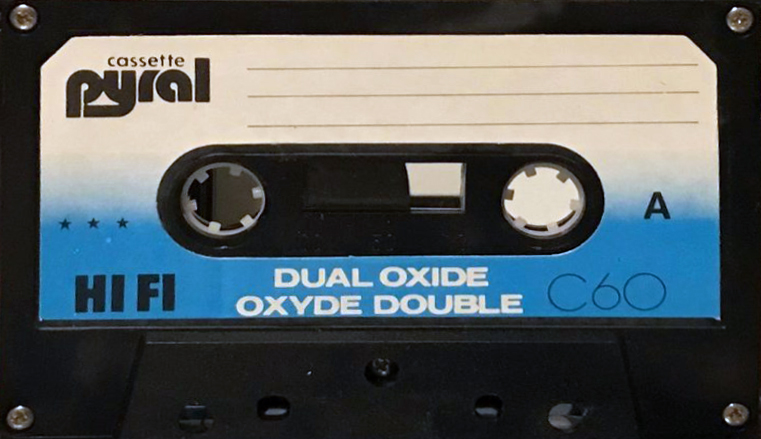 cassette
pyral
A
★ ★ ★
HI FI
DUAL OXIDE
OXYDE DOUBLE
C60